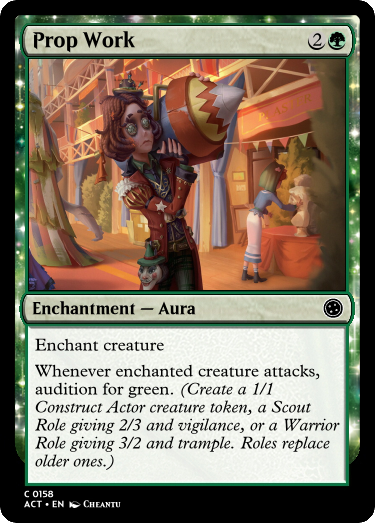 Prop Work 2
Enchantment — Aura
Enchant creature
Whenever enchanted creature attacks,
audition for green. (Create a 1/1
Construct Actor creature token, a Scout
Role giving 2/3 and vigilance, or a Warrior
Role giving 3/2 and trample. Roles replace
older ones.)
C 0158
ACT • EN Cheantu